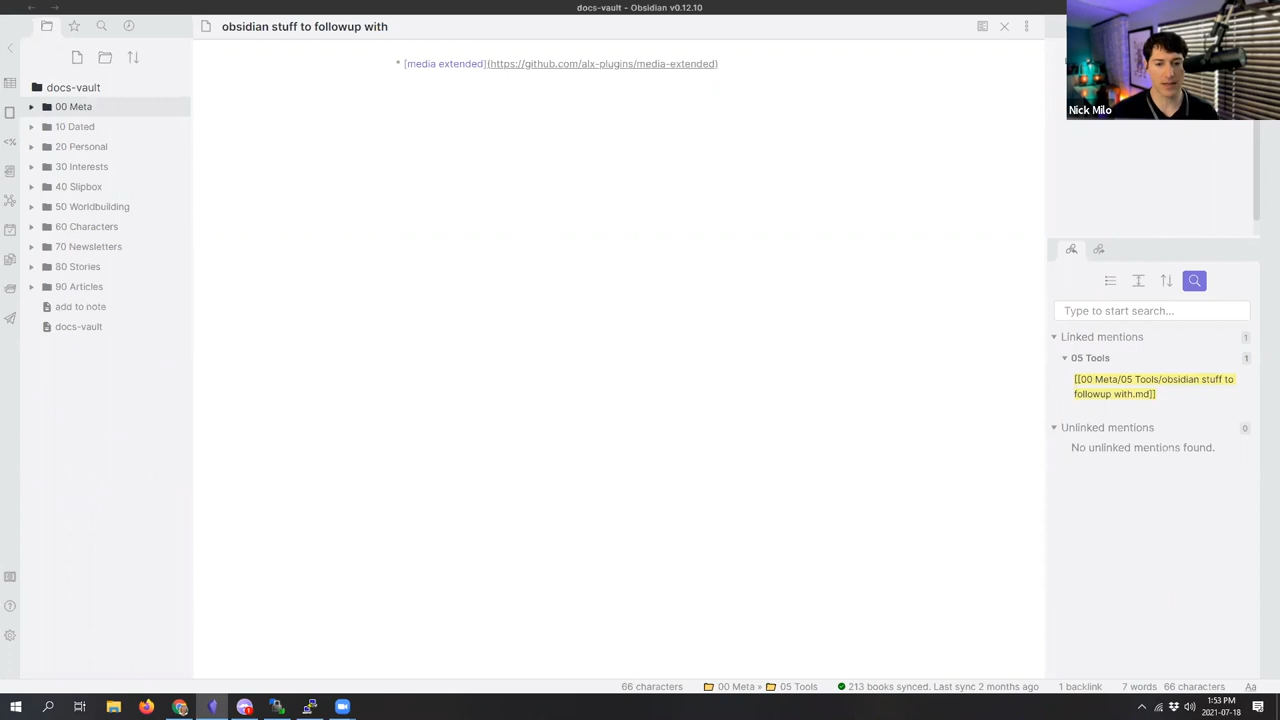 docs-vault - Obsidian v0.12.10
obsidian stuff to followup with
* [media extended](https://github.com/alx-plugins/media-extended)
Nick Milo
docs-vault
00 Meta
10 Dated
20 Personal
30 Interests
40 Slipbox
50 Worldbuilding
60 Characters
70 Newsletters
80 Stories
90 Articles
add to note
docs-vault
Type to start search...
Linked mentions
1
05 Tools
1
[[00 Meta/05 Tools/obsidian stuff to
followup with.md]]
Unlinked mentions
0
No unlinked mentions found.
66 characters
00 Meta »
05 Tools
213 books synced. Last sync 2 months ago
1 backlink
7 words
66 characters
Aa
1:53 PM
2021-07-18